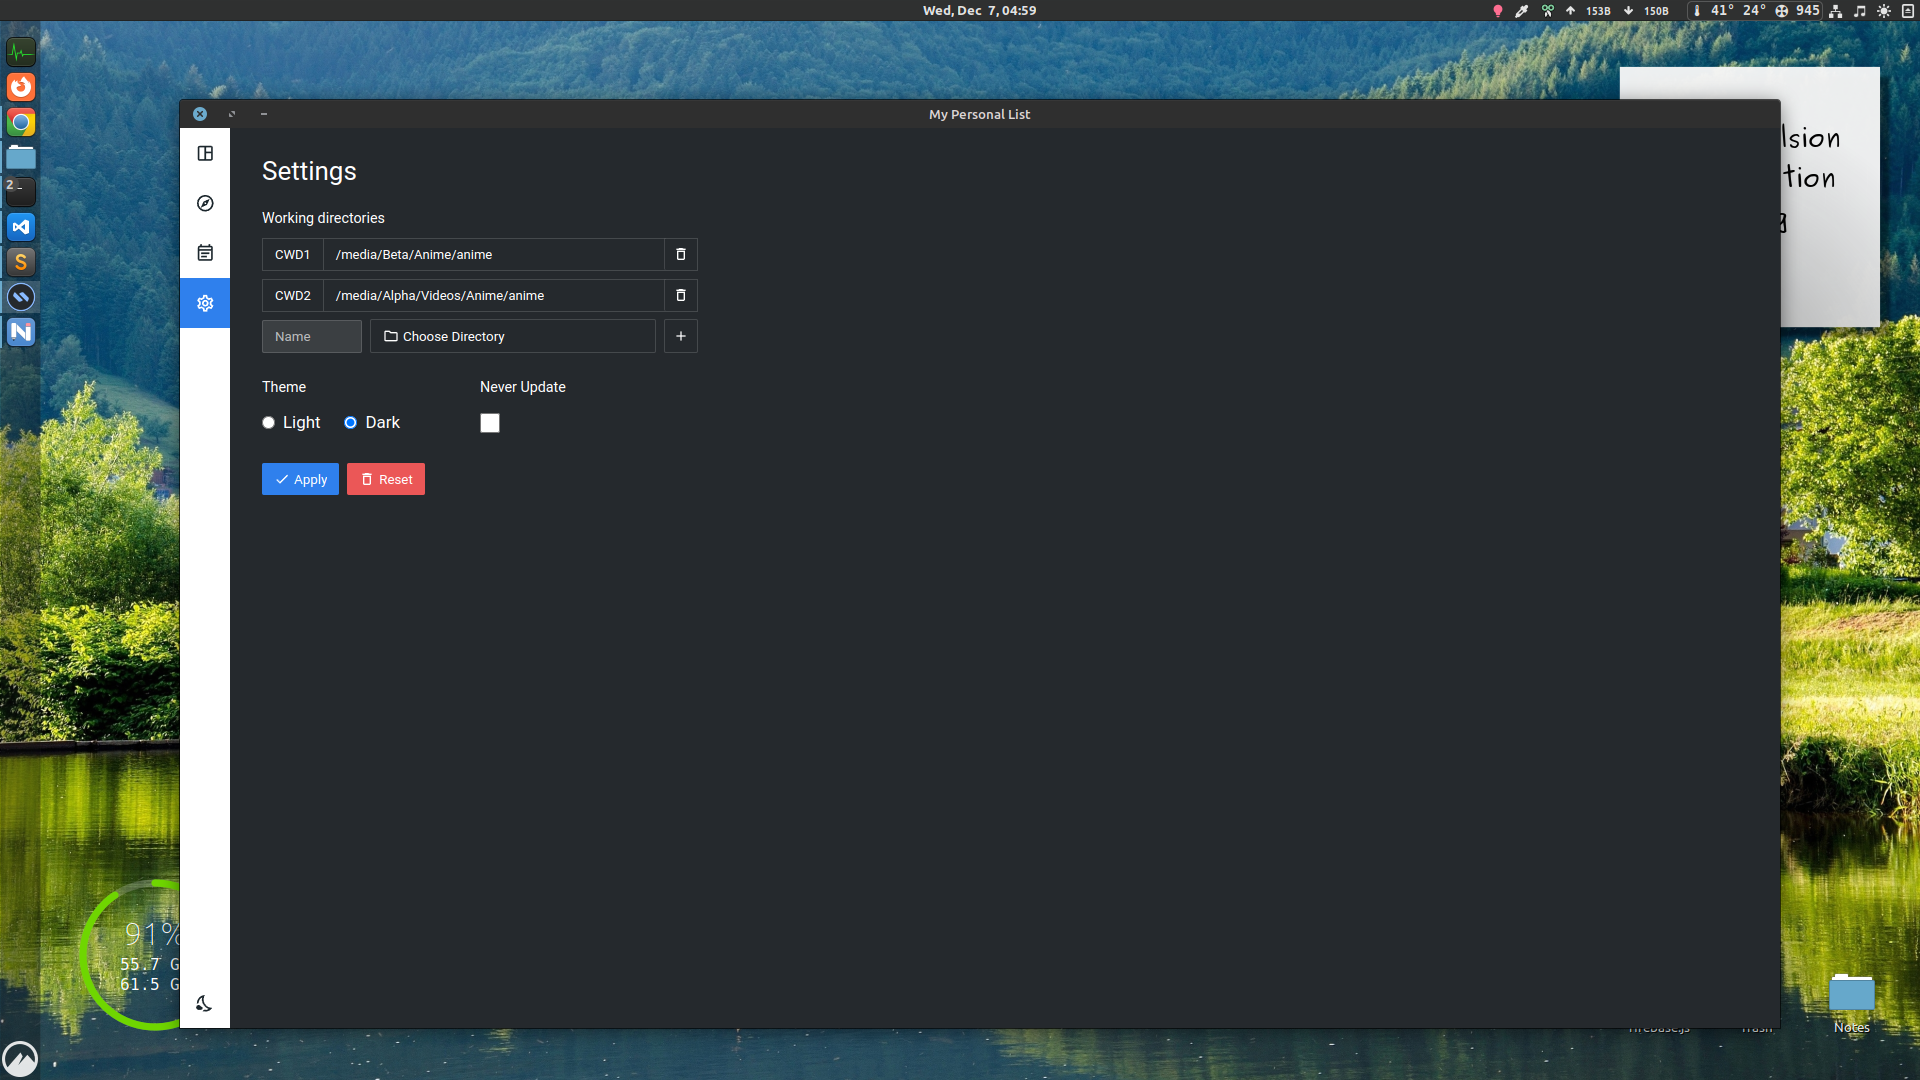 Wed, Dec 7, 04:59
153B
150B
41° 24°
945
My Personal List
Settings
Working directories
CWD1 /media/Beta/Anime/anime
CWD2 /media/Alpha/Videos/Anime/anime
Name Choose Directory
Theme Never Update
Light Dark
Apply Reset
lsion
tion
g
2
91%
55.7 G
61.5 G
Trash
Notes